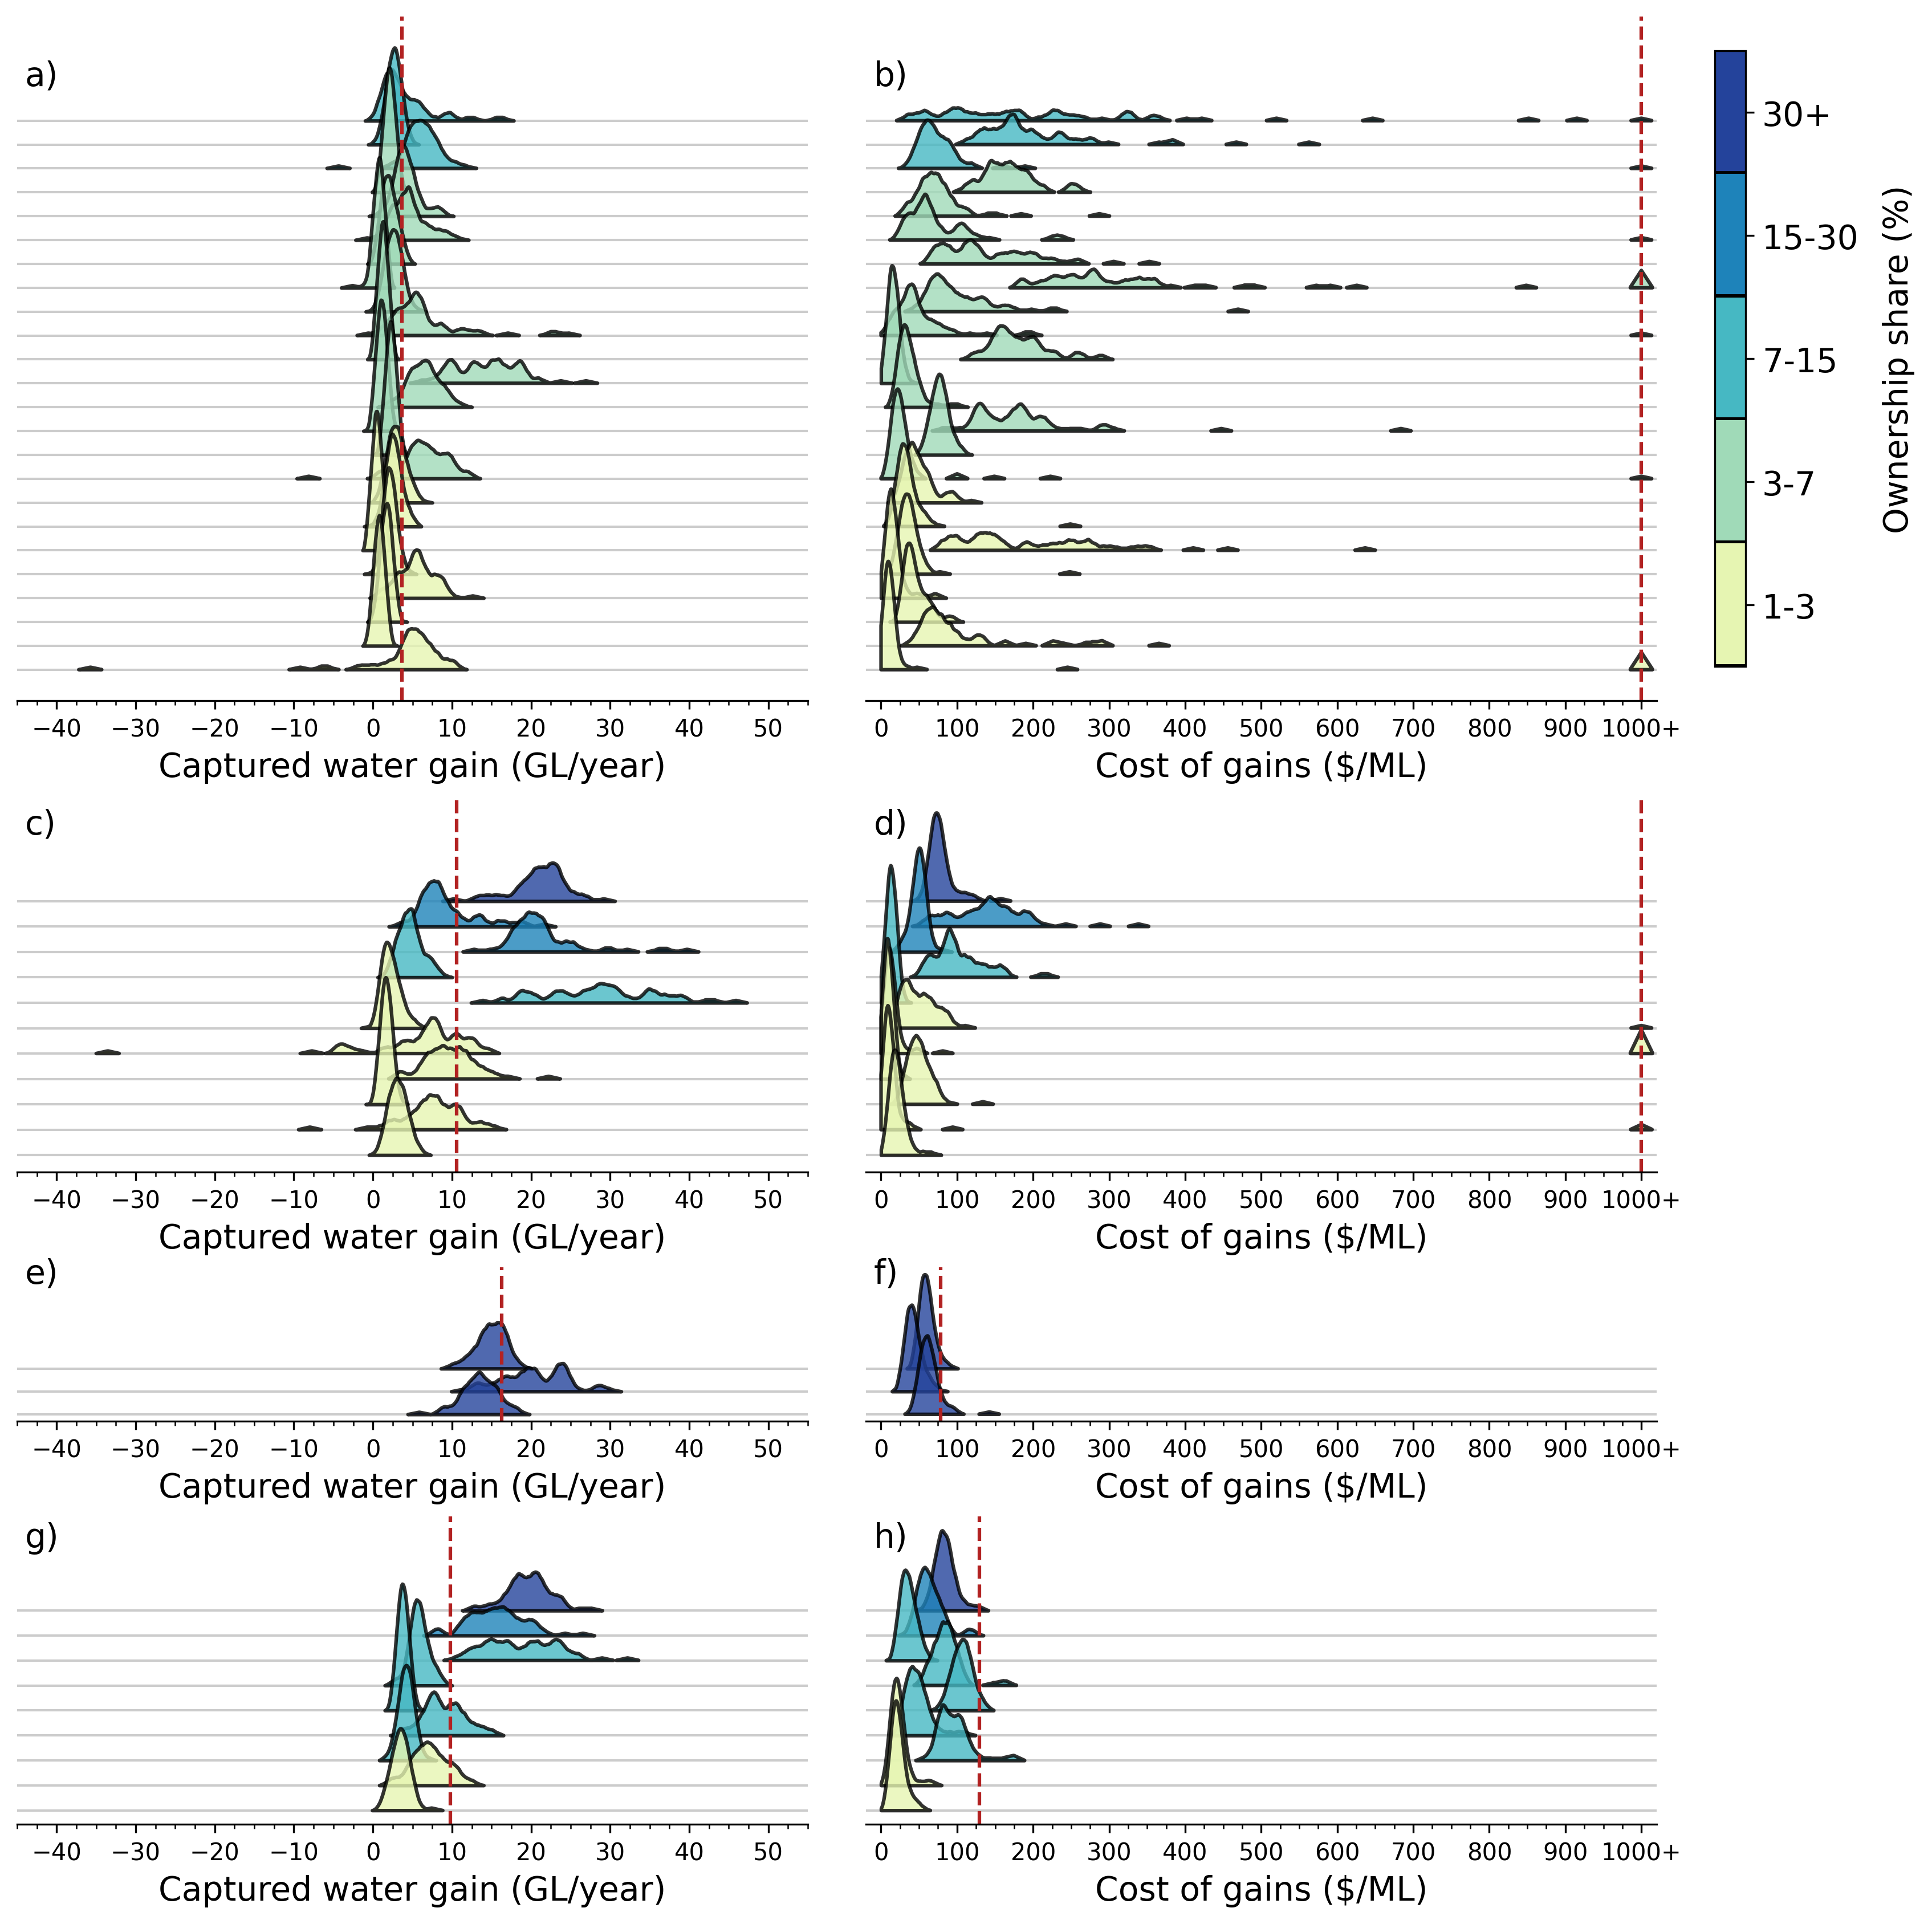 a)
−40 −30 −20 −10 0 10 20 30 40 50
Captured water gain (GL/year)
b)
0 100 200 300 400 500 600 700 800 900 1000+
Cost of gains ($/ML)
30+
15-30
7-15
3-7
1-3
Ownership share (%)
c)
−40 −30 −20 −10 0 10 20 30 40 50
Captured water gain (GL/year)
d)
0 100 200 300 400 500 600 700 800 900 1000+
Cost of gains ($/ML)
e)
−40 −30 −20 −10 0 10 20 30 40 50
Captured water gain (GL/year)
f)
0 100 200 300 400 500 600 700 800 900 1000+
Cost of gains ($/ML)
g)
−40 −30 −20 −10 0 10 20 30 40 50
Captured water gain (GL/year)
h)
0 100 200 300 400 500 600 700 800 900 1000+
Cost of gains ($/ML)